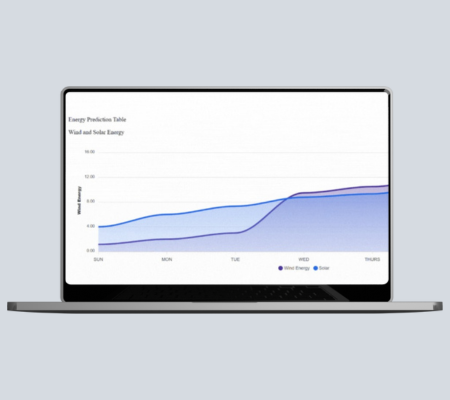 Energy Prediction Table
Wind and Solar Energy
16.00
12.00
8.00
4.00
0.00
Wind Energy
SUN MON TUE WED THURS
Wind Energy Solar